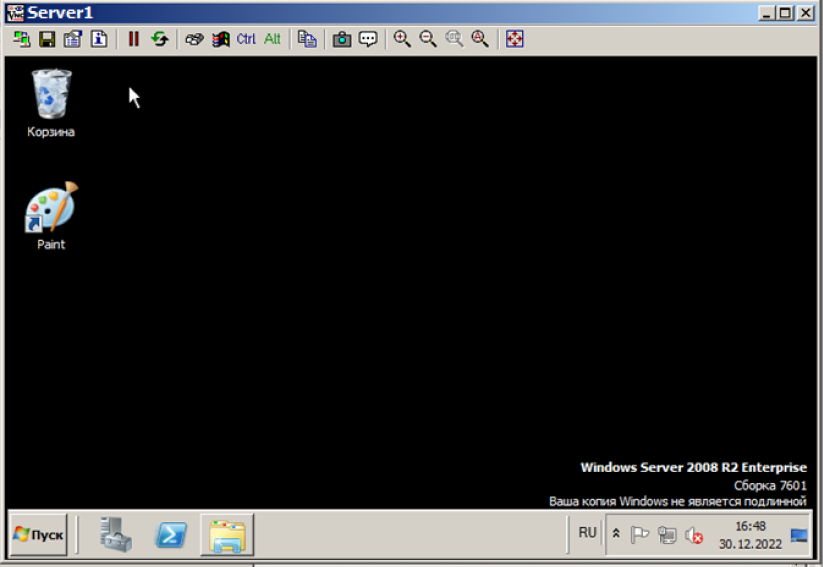 Server1
Ctrl Alt
Корзина
Paint
Windows Server 2008 R2 Enterprise
Сборка 7601
Ваша копия Windows не является подлинной
Пуск
RU
16:48
30.12.2022